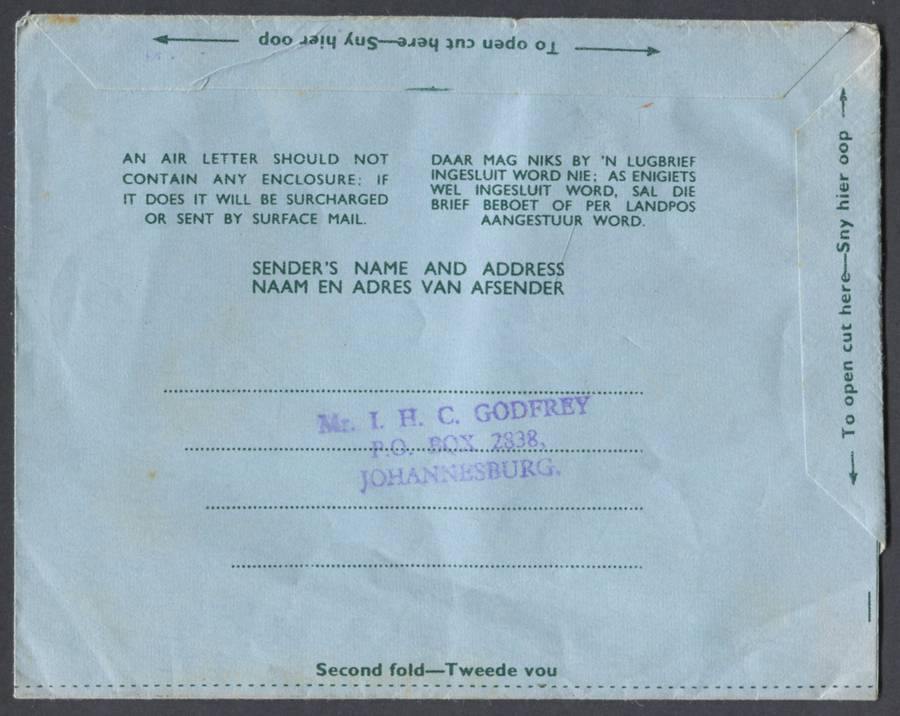 To open cut here—Sny hier oop
AN AIR LETTER SHOULD NOT
CONTAIN ANY ENCLOSURE; IF
IT DOES IT WILL BE SURCHARGED
OR SENT BY SURFACE MAIL.
DAAR MAG NIKS BY 'N LUGBRIEF
INGESLUIT WORD NIE; AS ENIGIETS
WEL INGESLUIT WORD, SAL DIE
BRIEF BEBOET OF PER LANDPOS
AANGESTUUR WORD.
To open cut here—Sny hier oop
SENDER'S NAME AND ADDRESS
NAAM EN ADRES VAN AFSENDER
Mr. I. H. C. GODFREY
P.O. BOX 2838,
JOHANNESBURG.
Second fold—Tweede vou